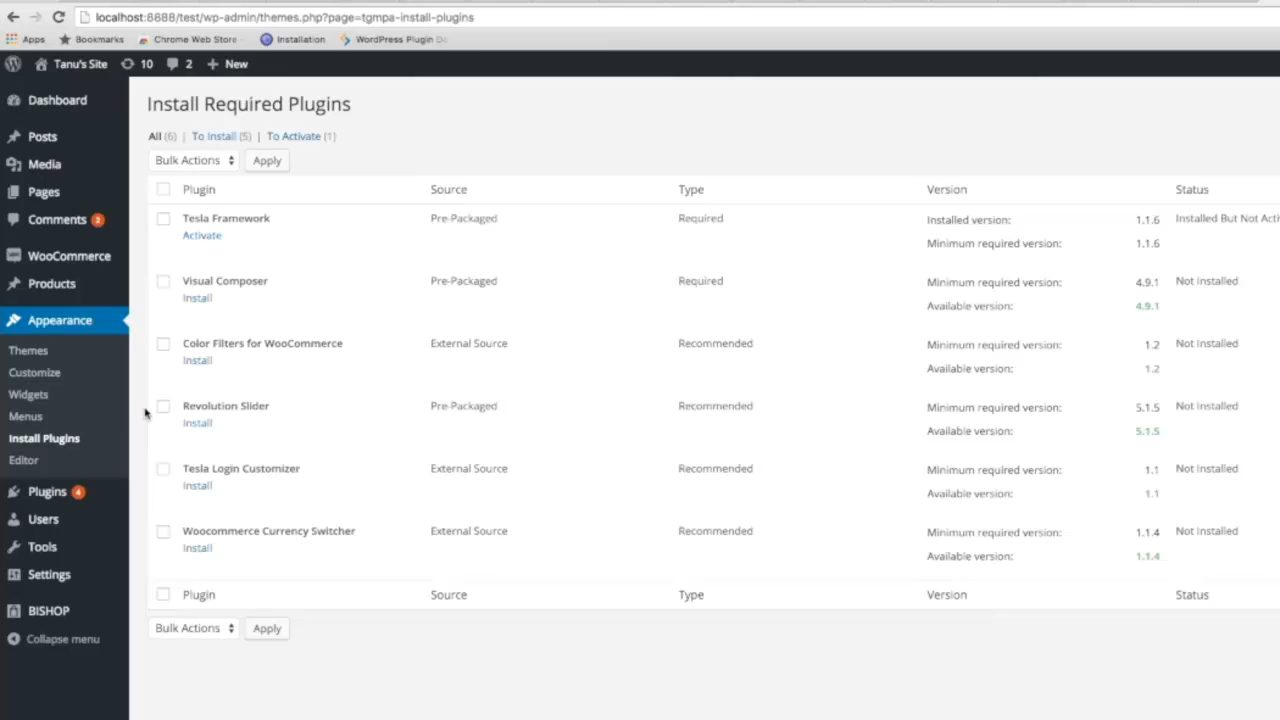 localhost:8888/test/wp-admin/themes.php?page=tgmpa-install-plugins
Apps Bookmarks Chrome Web Store Installation WordPress Plugin
Tanu's Site 10 2 + New
Dashboard
Posts
Media
Pages
Comments 2
WooCommerce
Products
Appearance
Themes
Customize
Widgets
Menus
Install Plugins
Editor
Plugins 4
Users
Tools
Settings
BISHOP
Collapse menu
Install Required Plugins
All (6) | To Install (5) | To Activate (1)
Bulk Actions Apply
Plugin Source Type Version Status
Tesla Framework Pre-Packaged Required Installed version: 1.1.6 Installed But Not Acti
Activate Minimum required version: 1.1.6
Visual Composer Pre-Packaged Required Minimum required version: 4.9.1 Not Installed
Install Available version: 4.9.1
Color Filters for WooCommerce External Source Recommended Minimum required version: 1.2 Not Installed
Install Available version: 1.2
Revolution Slider Pre-Packaged Recommended Minimum required version: 5.1.5 Not Installed
Install Available version: 5.1.5
Tesla Login Customizer External Source Recommended Minimum required version: 1.1 Not Installed
Install Available version: 1.1
Woocommerce Currency Switcher External Source Recommended Minimum required version: 1.1.4 Not Installed
Install Available version: 1.1.4
Plugin Source Type Version Status
Bulk Actions Apply